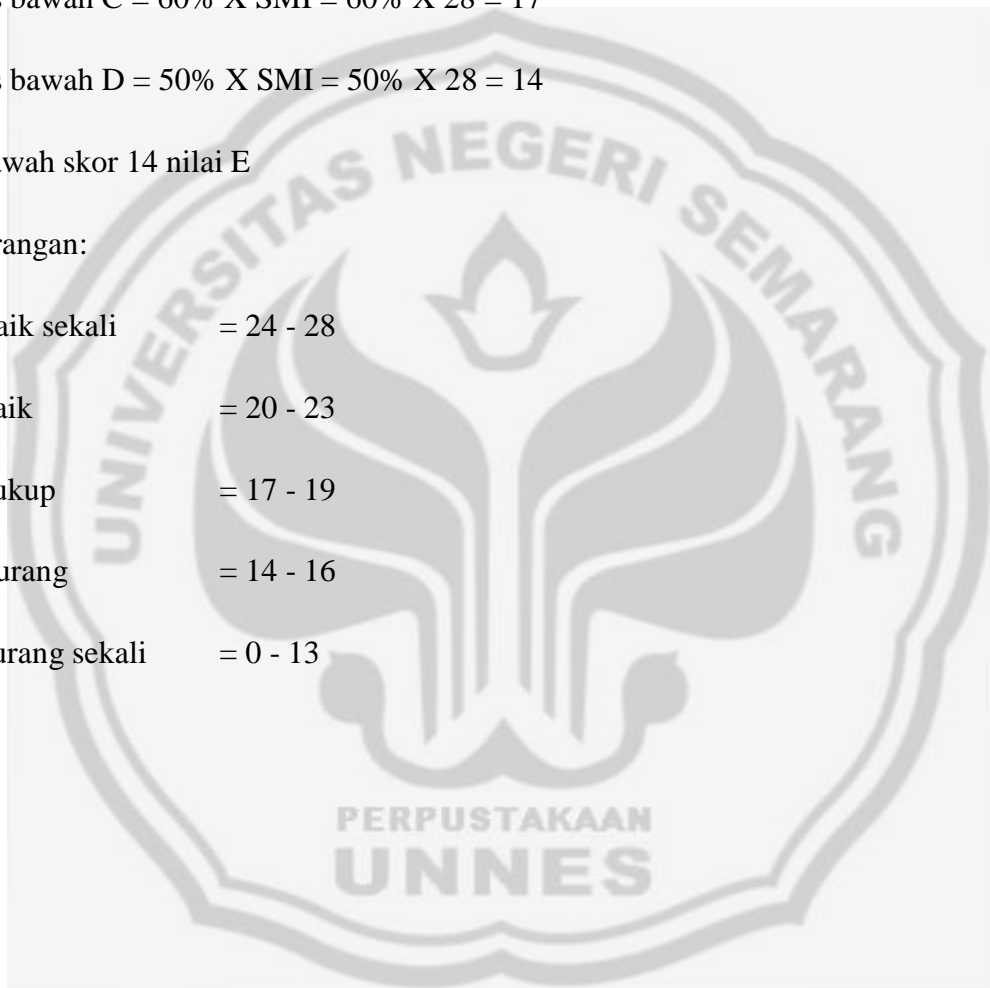 s bawah C = 60% X SMI = 60% X 28 = 17
s bawah D = 50% X SMI = 50% X 28 = 14
wah skor 14 nilai E
rangan:
aik sekali = 24 - 28
aik = 20 - 23
ukup = 17 - 19
urang = 14 - 16
urang sekali = 0 - 13
UNIVERSITAS NEGERI SEMARANG
PERPUSTAKAAN
UNNES